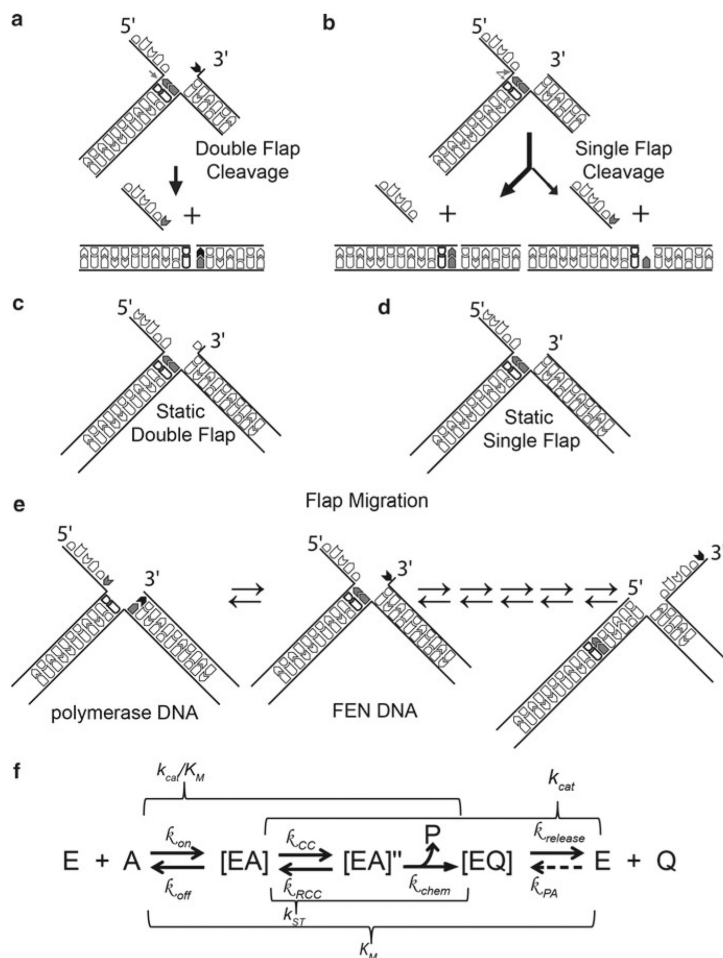 a
b
5'
3'
5'
3'
Double Flap
Cleavage
Single Flap
Cleavage
+
+
+
c
d
5'
3'
5'
3'
Static
Double Flap
Static
Single Flap
Flap Migration
e
5'
3'
5'
3'
5'
3'
polymerase DNA
FEN DNA
f
kcat/KM
kcat
kon
kCC
P
krelease
E + A
[EA]
[EA]"
[EQ]
E + Q
koff
kRCC
kchem
kPA
kST
KM